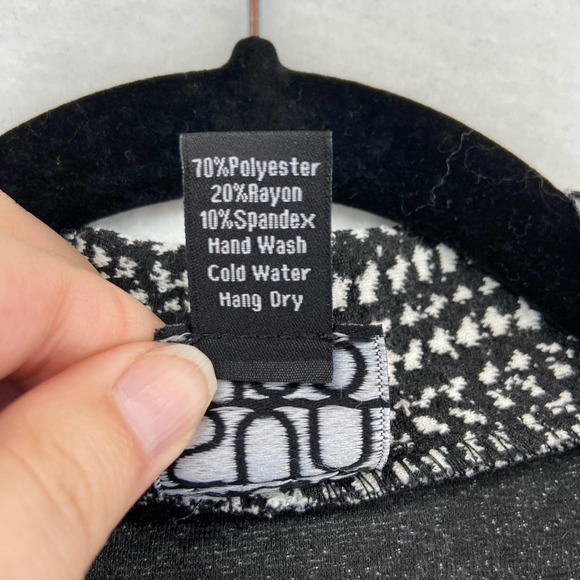 70%Polyester
20%Rayon
10%Spandex
Hand Wash
Cold Water
Hang Dry